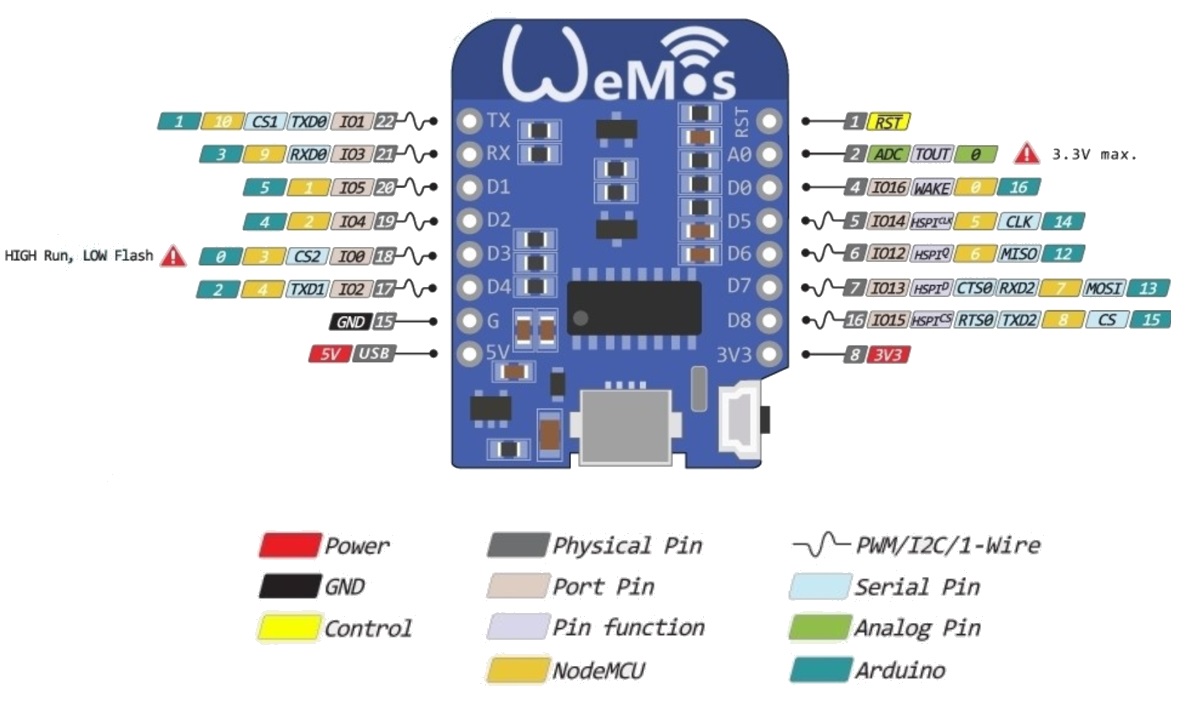 WeMos
1 10 CS1 TXD0 IO1 22 TX RST 1 RST
3 9 RXD0 IO3 21 RX A0 2 ADC TOUT 0 3.3V max.
5 1 IO5 20 D1 D0 4 IO16 WAKE 0 16
4 2 IO4 19 D2 D5 5 IO14 HSPICLK 5 CLK 14
HIGH Run, LOW Flash 0 3 CS2 IO0 18 D3 D6 6 IO12 HSPIQ 6 MISO 12
2 4 TXD1 IO2 17 D4 D7 7 IO13 HSPID CTS0 RXD2 7 MOSI 13
GND 15 G D8 16 IO15 HSPICS RTS0 TXD2 8 CS 15
5V USB 5V 3V3 8 3V3
Power Physical Pin PWM/I2C/1-Wire
GND Port Pin Serial Pin
Control Pin function Analog Pin
NodeMCU Arduino